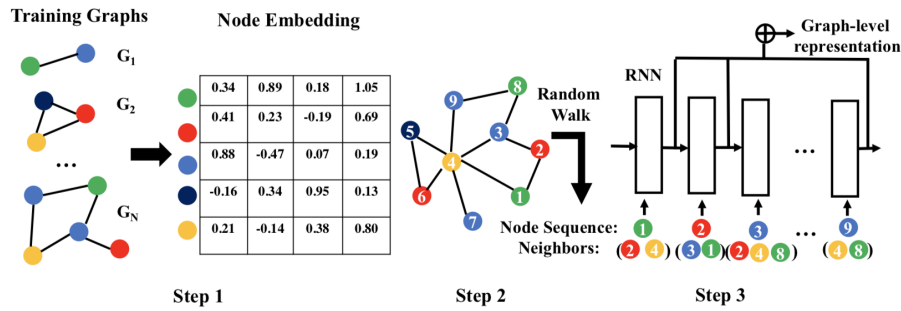 Training Graphs
G1
G2
...
GN
Node Embedding
0.34 0.89 0.18 1.05
0.41 0.23 -0.19 0.69
0.88 -0.47 0.07 0.19
-0.16 0.34 0.95 0.13
0.21 -0.14 0.38 0.80
Step 1
8
9
5
3
2
4
6
1
7
Step 2
Random
Walk
Graph-level
representation
RNN
...
Node Sequence: 1 2 3 ... 9
Neighbors: (2 4) (3 1) (2 4 8) (4 8)
Step 3